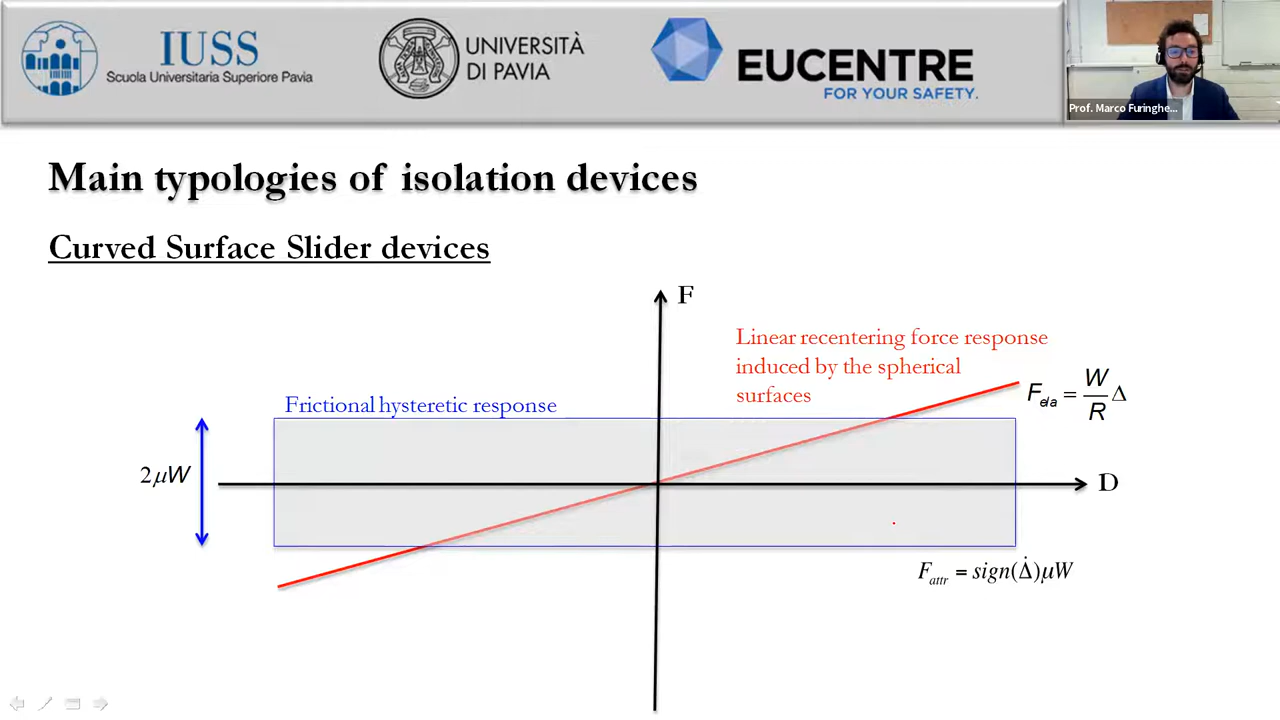 IUSS
Scuola Universitaria Superiore Pavia
UNIVERSITÀ
DI PAVIA
EUCENTRE
FOR YOUR SAFETY.
Prof. Marco Furinghe...
Main typologies of isolation devices
Curved Surface Slider devices
F
Linear recentering force response
induced by the spherical
surfaces
F_ela = W/R Δ
Frictional hysteretic response
2μW
D
F_attr = sign(Δ̇)μW